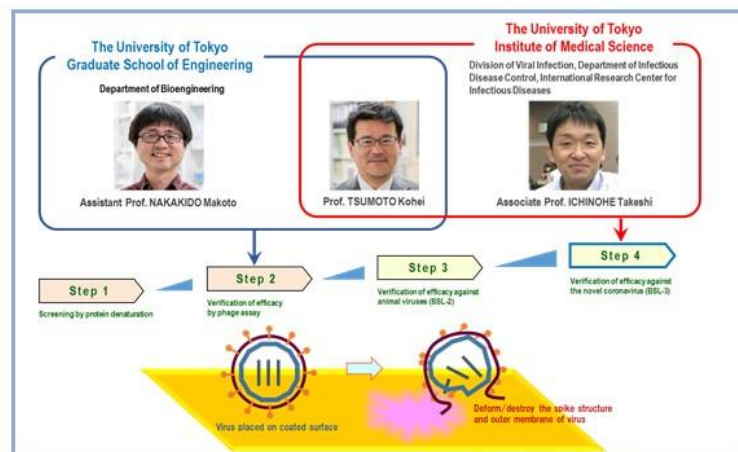 The University of Tokyo
Graduate School of Engineering
Department of Bioengineering
Assistant Prof. NAKAKIDO Makoto
The University of Tokyo
Institute of Medical Science
Division of Viral Infection, Department of Infectious
Disease Control, International Research Center for
Infectious Diseases
Prof. TSUMOTO Kohei
Associate Prof. ICHINOHE Takeshi
Step 1
Screening by protein denaturation
Step 2
Verification of efficacy
by phage assay
Step 3
Verification of efficacy against
animal viruses (BSL-2)
Step 4
Verification of efficacy against
the novel coronavirus (BSL-3)
Virus placed on coated surface
Deform/destroy the spike structure
and outer membrane of virus